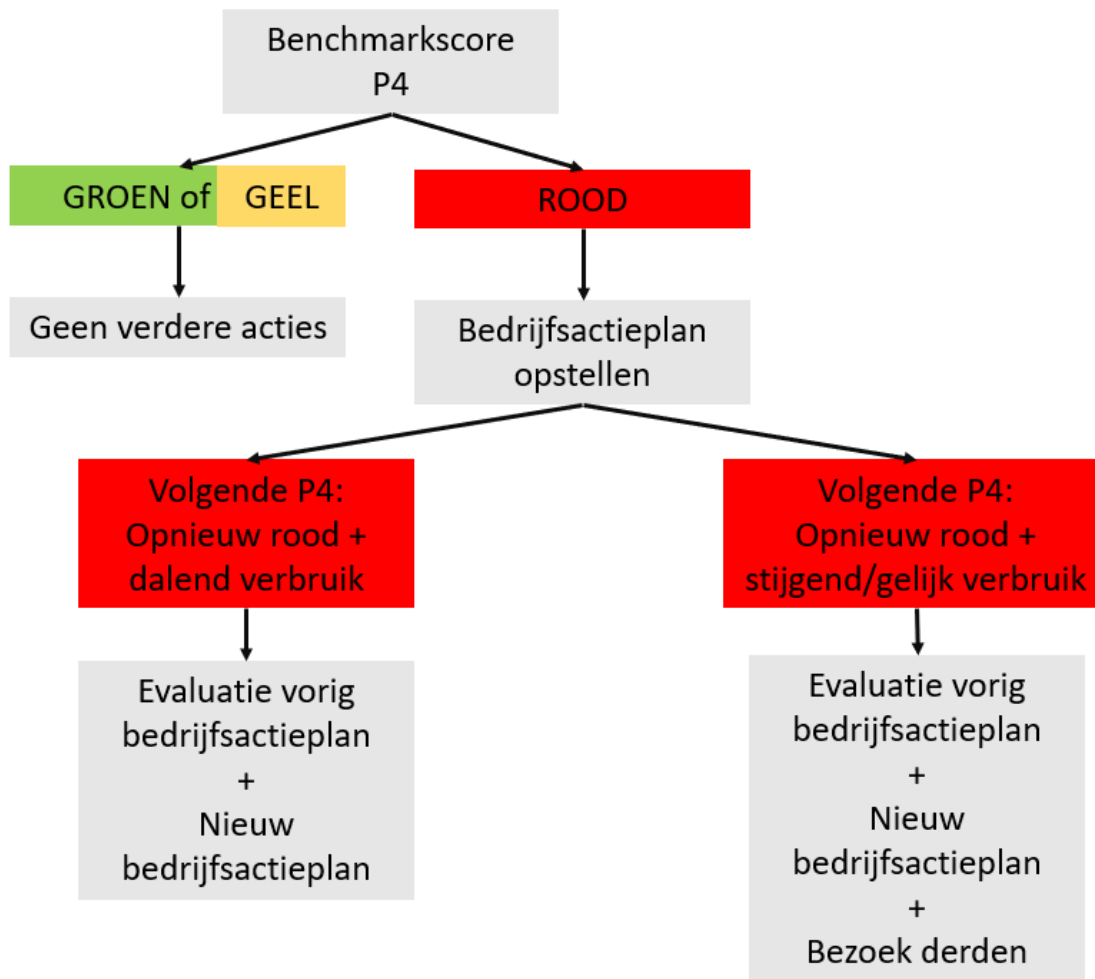 Benchmarkscore
P4
GROEN of GEEL
ROOD
Geen verdere acties
Bedrijfsactieplan
opstellen
Volgende P4:
Opnieuw rood +
dalend verbruik
Volgende P4:
Opnieuw rood +
stijgend/gelijk verbruik
Evaluatie vorig
bedrijfsactieplan
+
Nieuw
bedrijfsactieplan
Evaluatie vorig
bedrijfsactieplan
+
Nieuw
bedrijfsactieplan
+
Bezoek derden